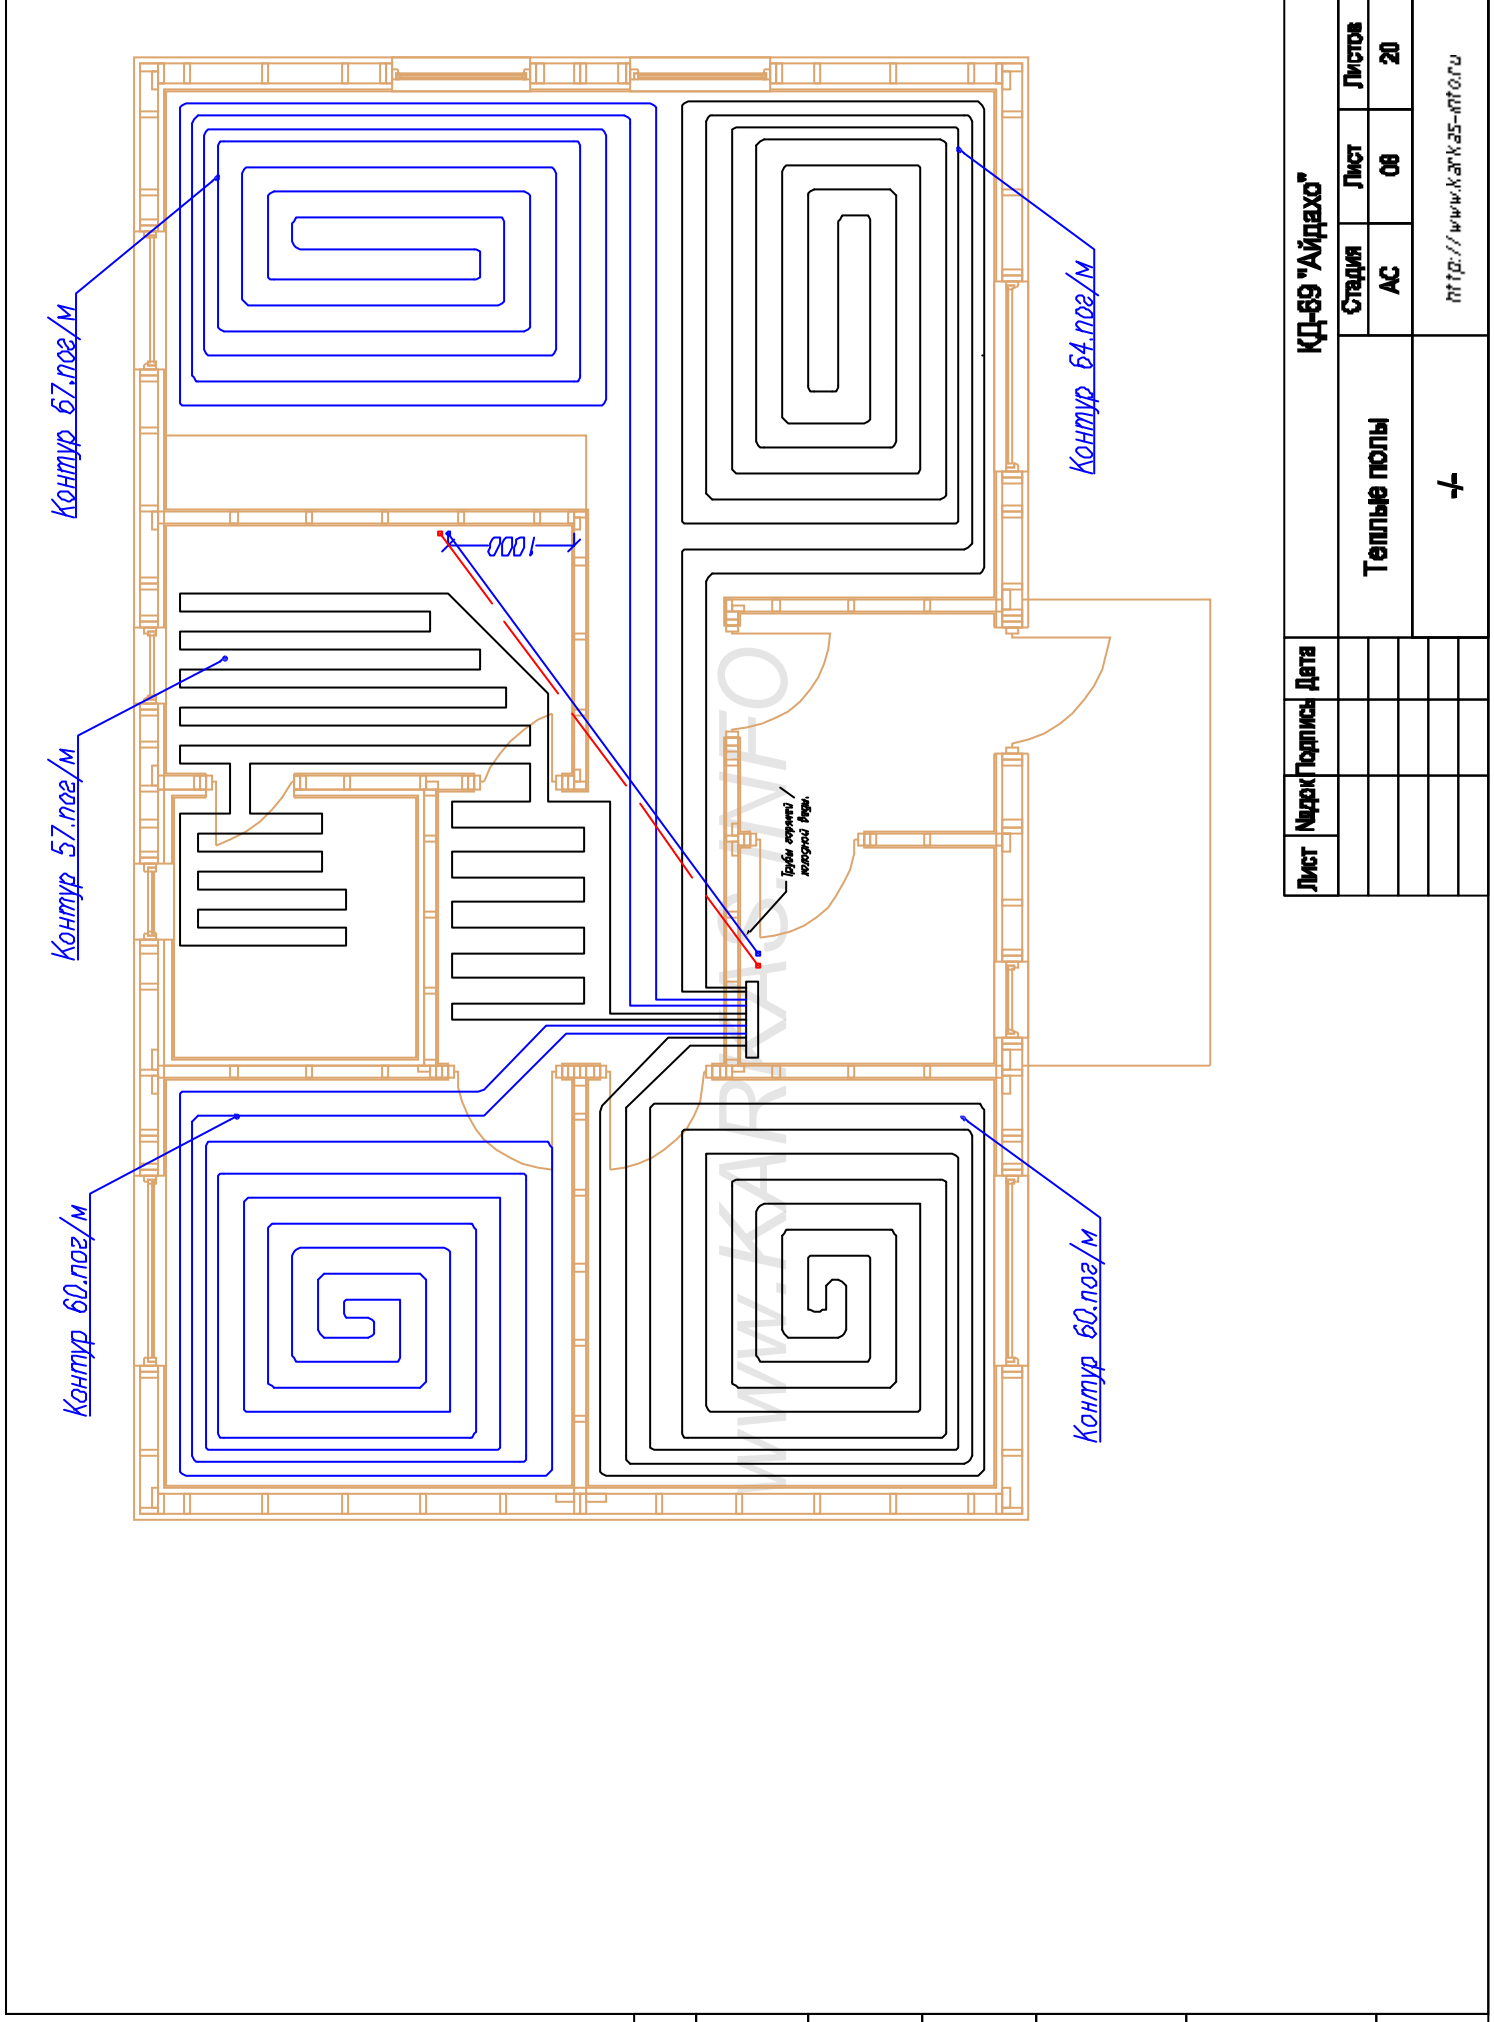 Контур 67.пог/м
Контур 64.пог/м
Контур 57.пог/м
1000
Трубы горячей
холодной воды.
Контур 60.пог/м
Контур 60.пог/м
www.KARKAS.INFO
КД-69 "Айдахо"
Стадия Лист Листов
АС 08 20
Теплые полы
-/-
http://www.karkas-info.ru
Лист №док Подпись Дата